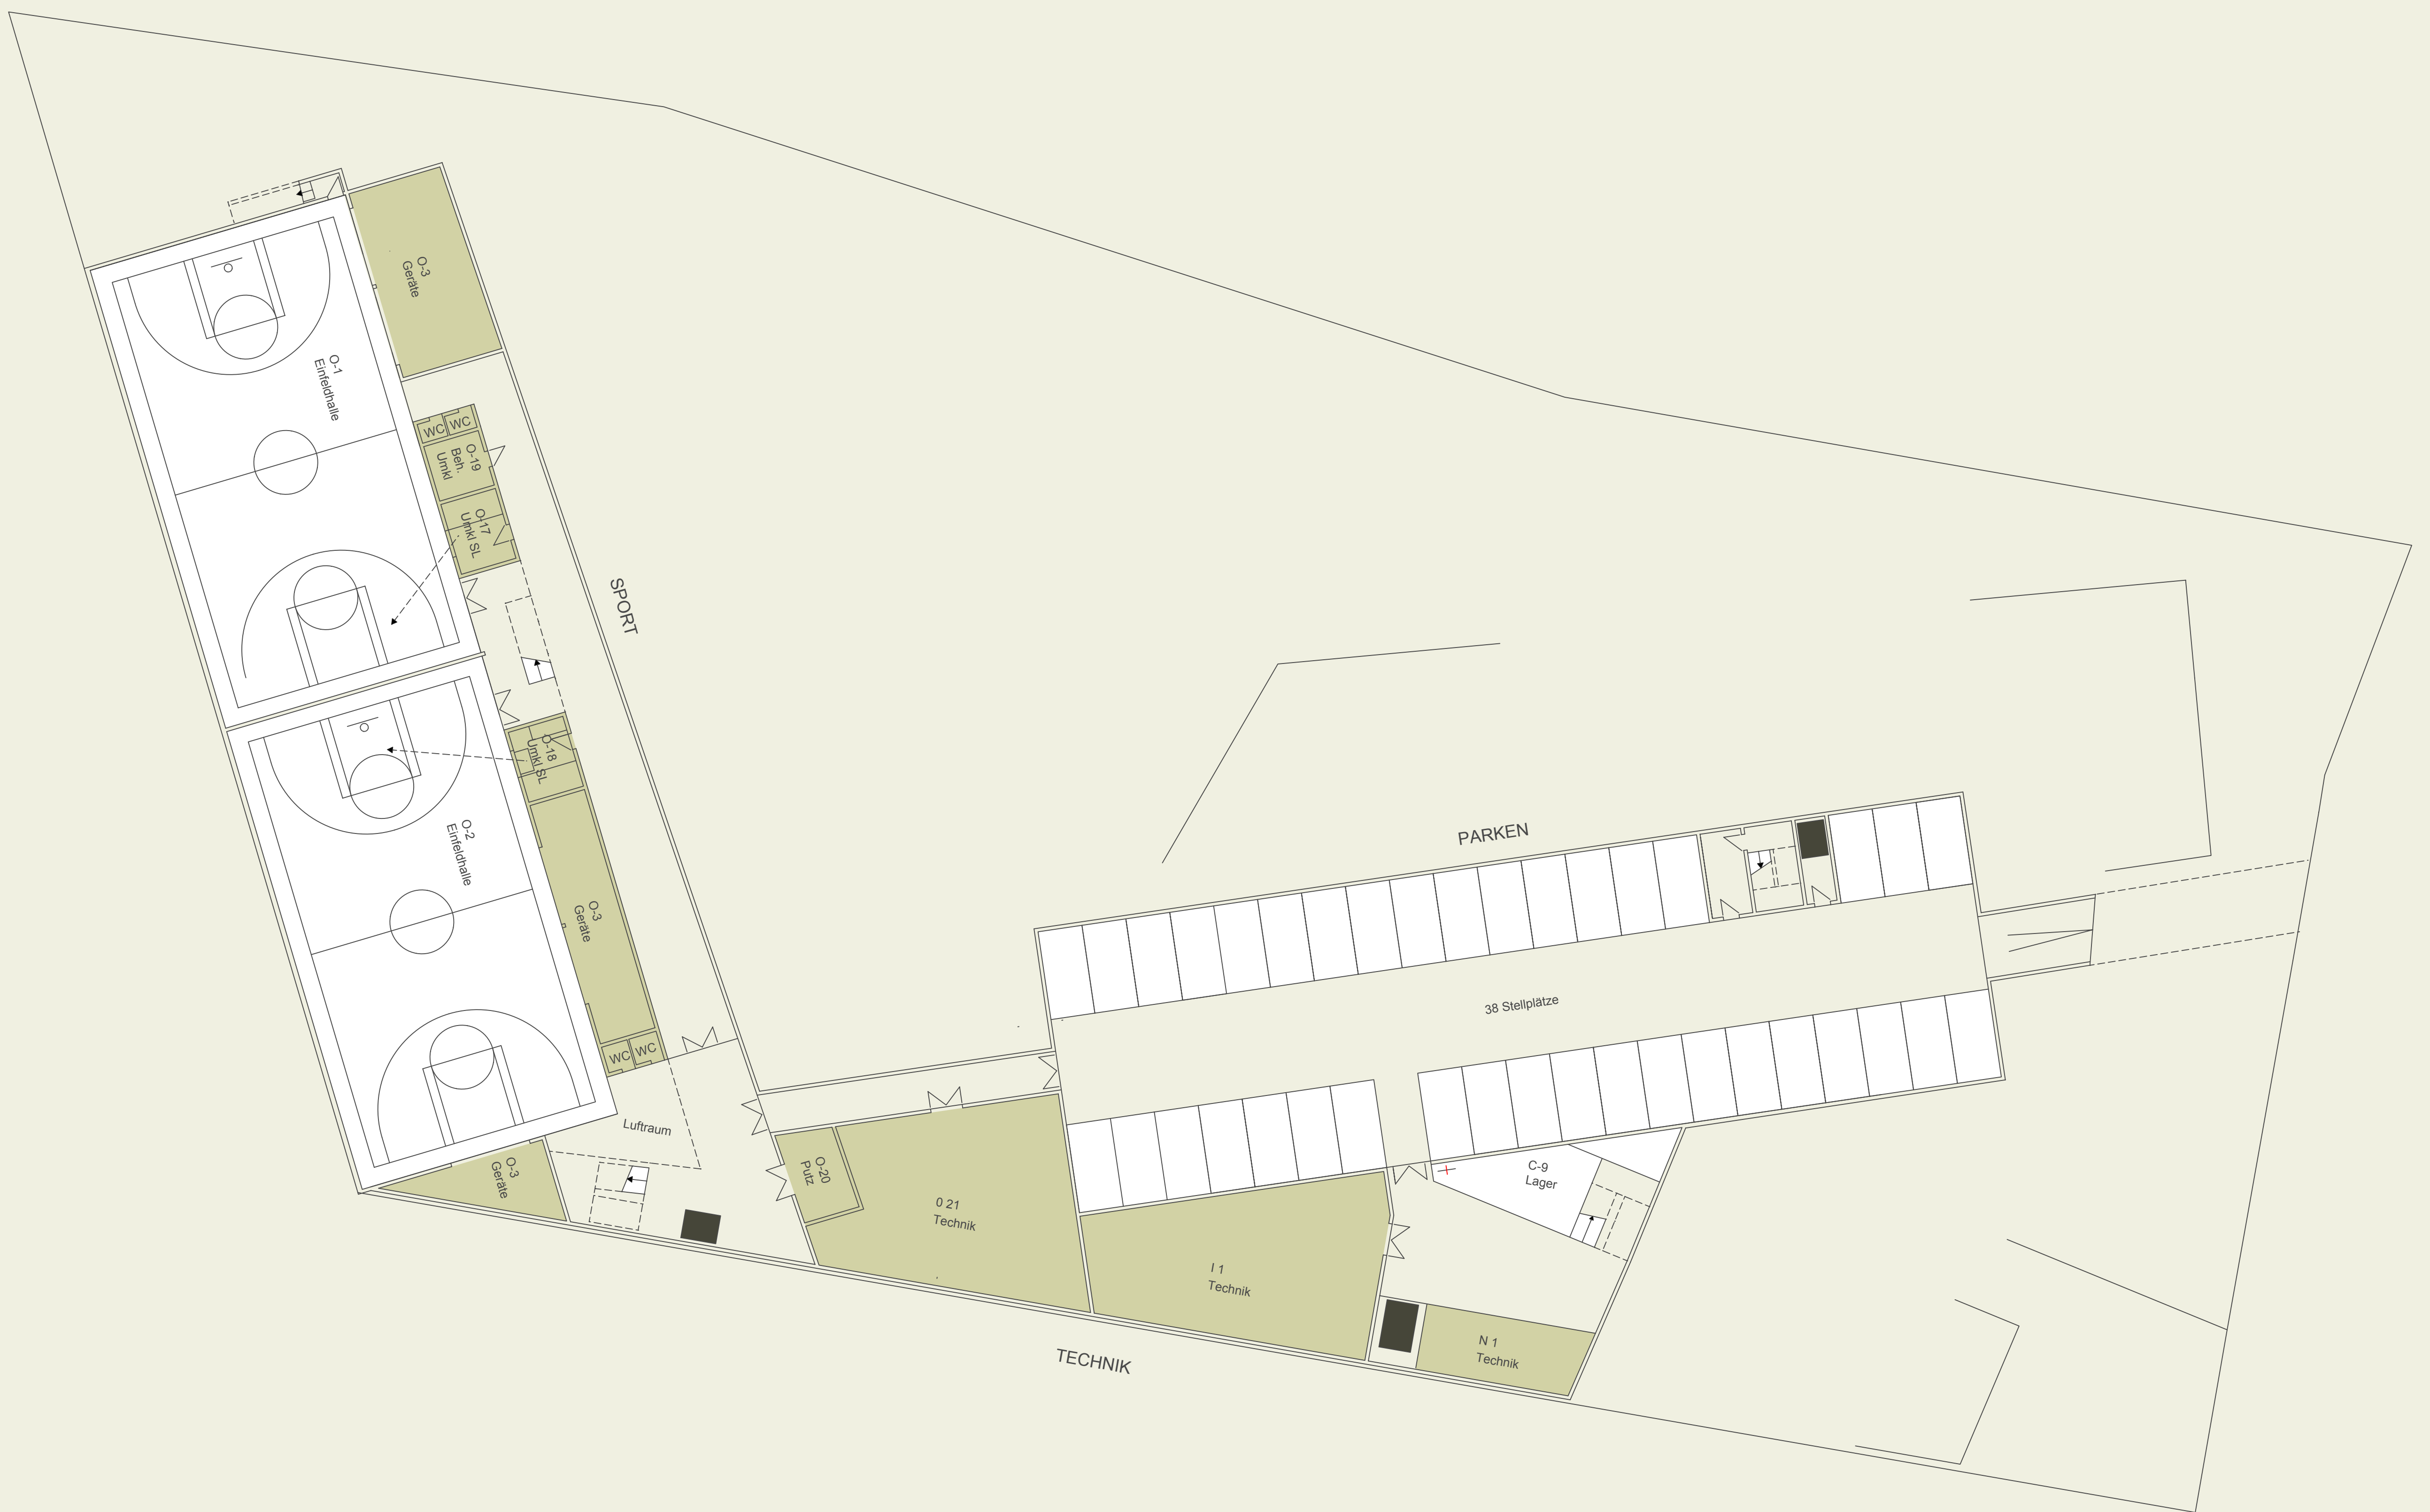 O-3
Geräte
O-1
Einfeldhalle
WC
WC
O-19
Beh.
Umkl
O-17
Umkl SL
SPORT
O-18
Umkl SL
O-2
Einfeldhalle
O-3
Geräte
WC
WC
Luftraum
O-3
Geräte
O-20
Putz
0 21
Technik
PARKEN
38 Stellplätze
C-9
Lager
I 1
Technik
N 1
Technik
TECHNIK